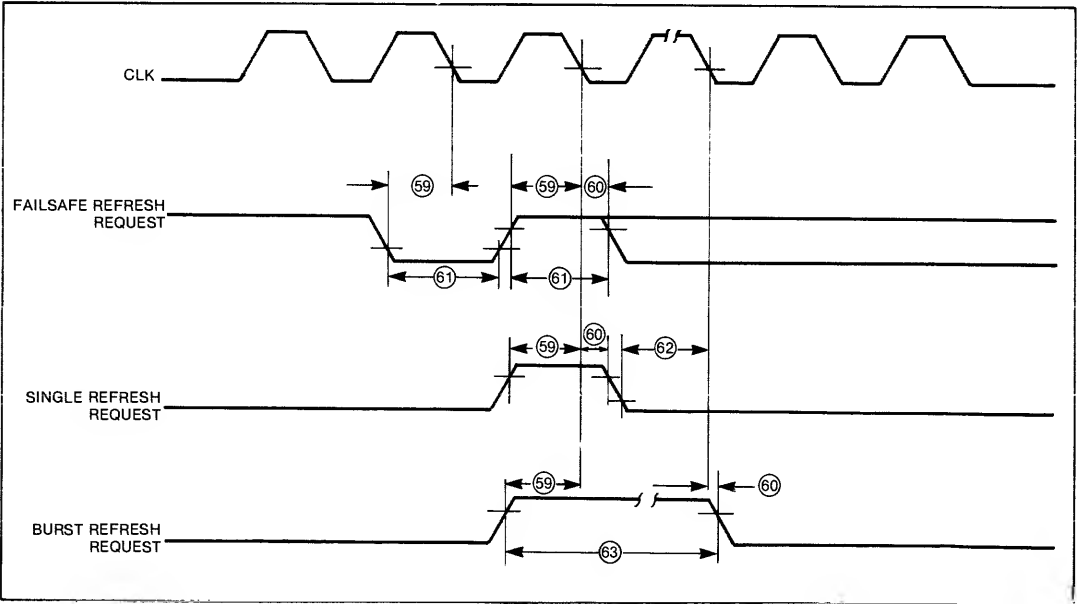 CLK
59
59
60
FAILSAFE REFRESH
REQUEST
61
61
60
59
62
SINGLE REFRESH
REQUEST
59
60
BURST REFRESH
REQUEST
63